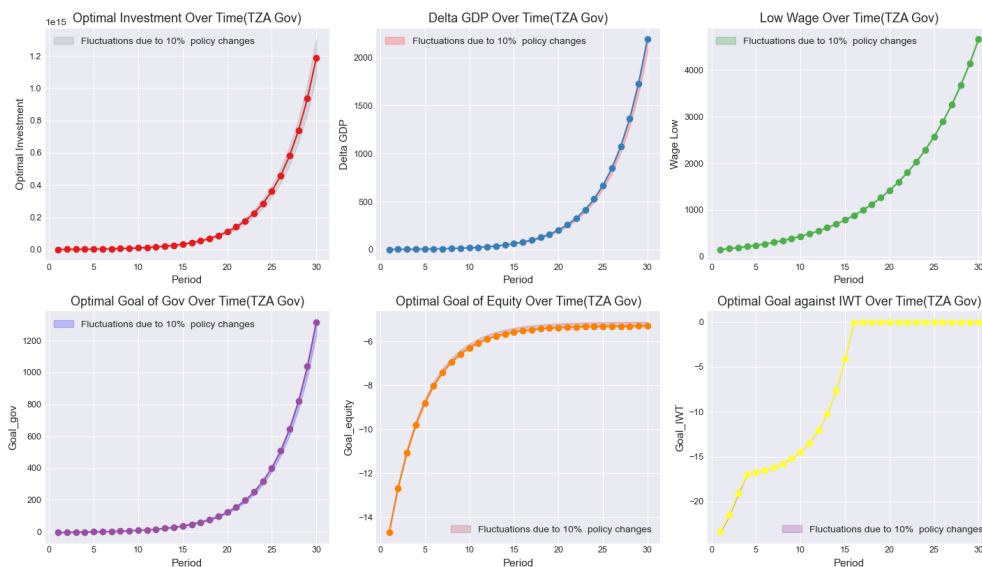 Optimal Investment Over Time(TZA Gov)
1e15
Fluctuations due to 10%  policy changes
1.2
1.0
0.8
0.6
0.4
0.2
0.0
Optimal Investment
0 5 10 15 20 25 30
Period
Delta GDP Over Time(TZA Gov)
Fluctuations due to 10%  policy changes
2000
1500
1000
500
0
Delta GDP
0 5 10 15 20 25 30
Period
Low Wage Over Time(TZA Gov)
Fluctuations due to 10%  policy changes
4000
3000
2000
1000
0
Wage Low
0 5 10 15 20 25 30
Period
Optimal Goal of Gov Over Time(TZA Gov)
Fluctuations due to 10%  policy changes
1200
1000
800
600
400
200
0
Goal_gov
0 5 10 15 20 25 30
Period
Optimal Goal of Equity Over Time(TZA Gov)
−6
−8
−10
−12
−14
Goal_equity
Fluctuations due to 10%  policy changes
0 5 10 15 20 25 30
Period
Optimal Goal against IWT Over Time(TZA Gov)
0
−5
−10
−15
−20
Goal_IWT
Fluctuations due to 10%  policy changes
0 5 10 15 20 25 30
Period